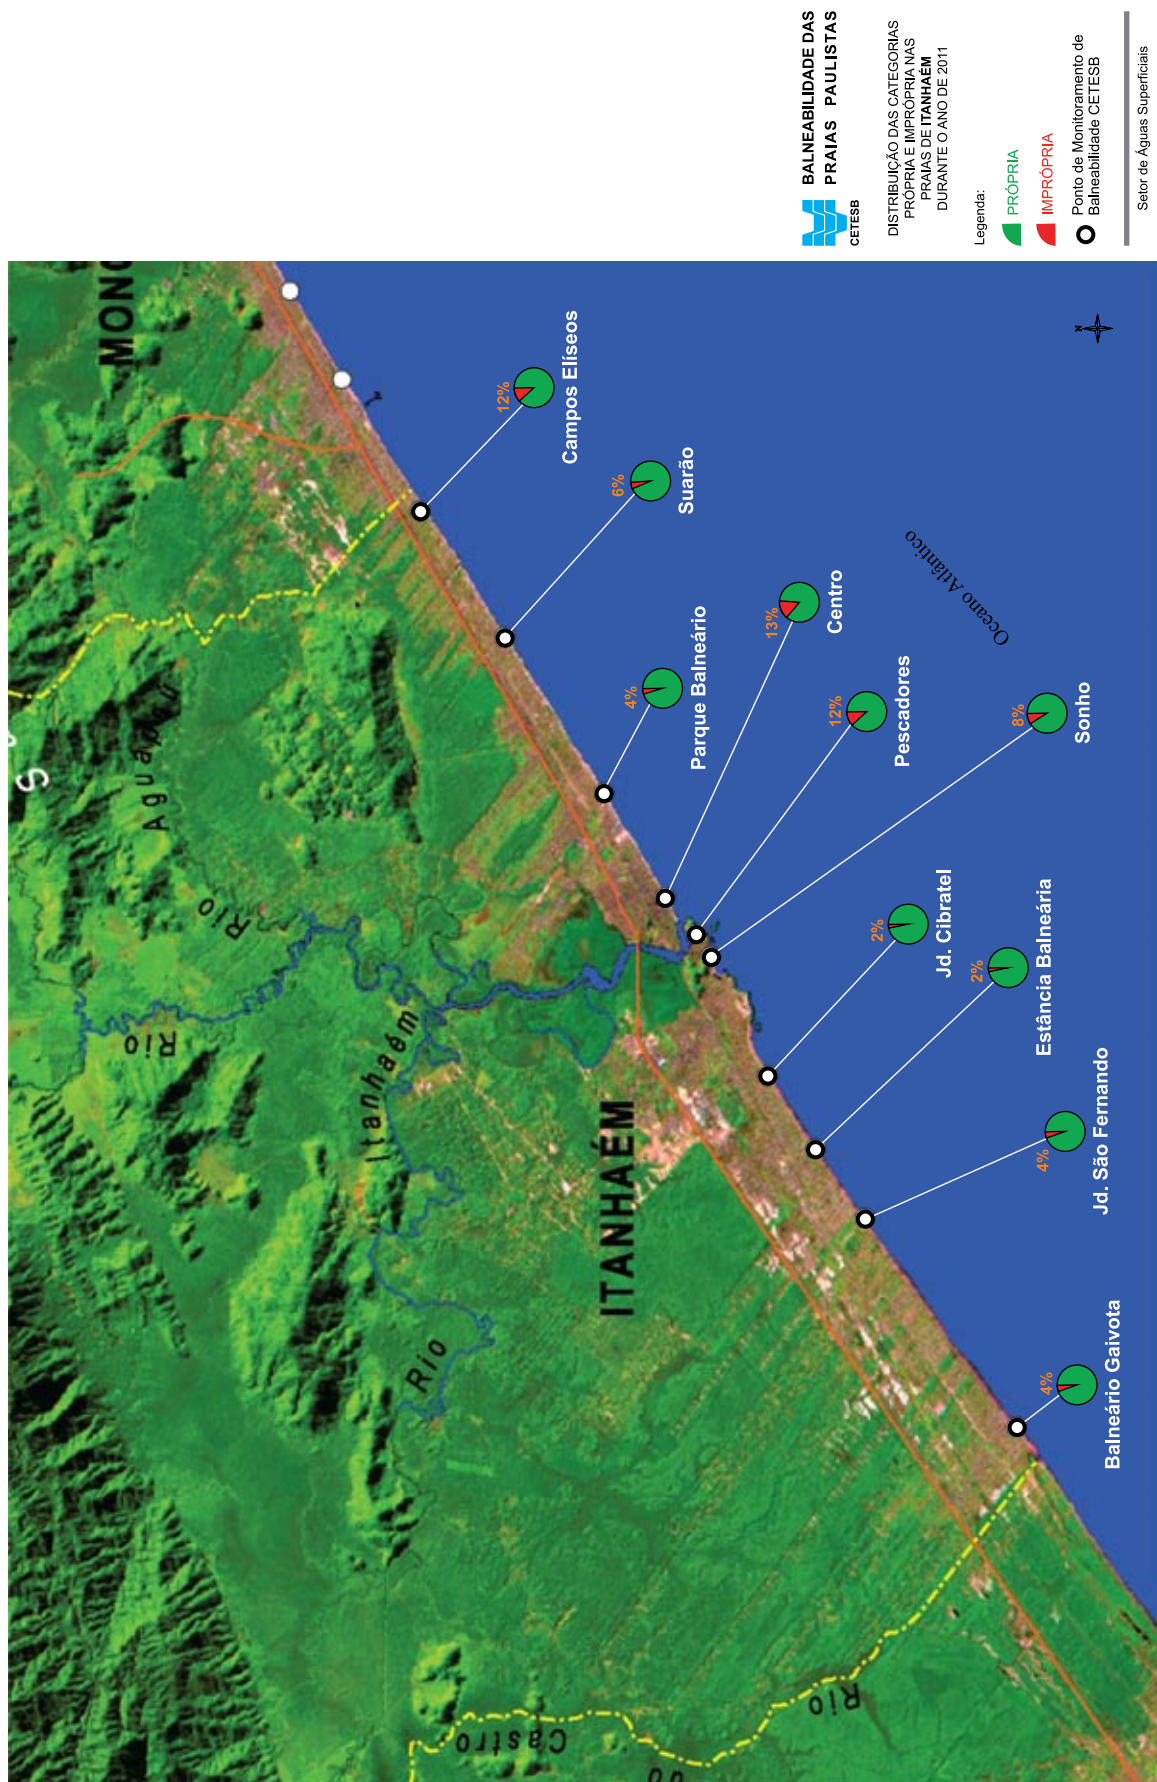 BALNEABILIDADE DAS
PRAIAS PAULISTAS
CETESB
DISTRIBUIÇÃO DAS CATEGORIAS
PRÓPRIA E IMPRÓPRIA NAS
PRAIAS DE ITANHAÉM
DURANTE O ANO DE 2011
Legenda:
PRÓPRIA
IMPRÓPRIA
Ponto de Monitoramento de
Balneabilidade CETESB
Setor de Águas Superficiais
MONG
S
Rio
Aguapeú
Rio
Itanhaém
Rio
ITANHAÉM
Castro
Rio
N
Oceano Atlântico
12%
Campos Elíseos
6%
Suarão
4%
Parque Balneário
13%
Centro
12%
Pescadores
8%
Sonho
2%
Jd. Cibratel
2%
Estância Balneária
4%
Jd. São Fernando
4%
Balneário Gaivota